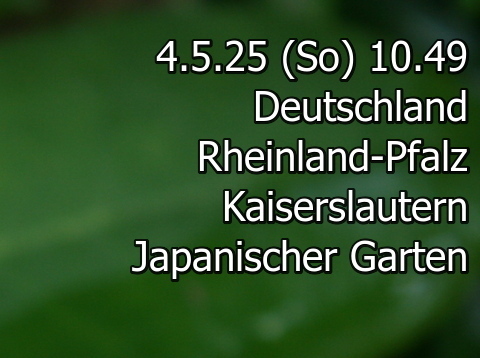 4.5.25 (So) 10.49
Deutschland
Rheinland-Pfalz
Kaiserslautern
Japanischer Garten